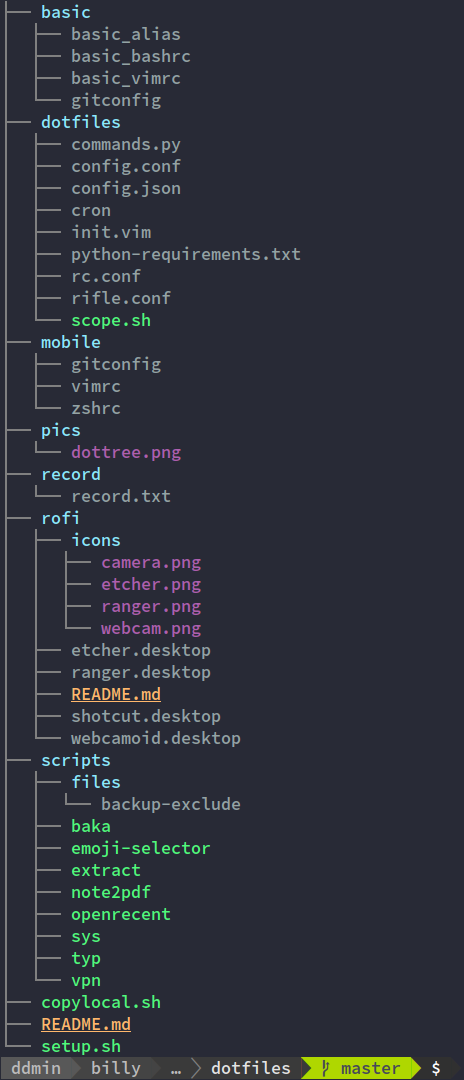 basic
basic_alias
basic_bashrc
basic_vimrc
gitconfig
dotfiles
commands.py
config.conf
config.json
cron
init.vim
python-requirements.txt
rc.conf
rifle.conf
scope.sh
mobile
gitconfig
vimrc
zshrc
pics
dottree.png
record
record.txt
rofi
icons
camera.png
etcher.png
ranger.png
webcam.png
etcher.desktop
ranger.desktop
README.md
shotcut.desktop
webcamoid.desktop
scripts
files
backup-exclude
baka
emoji-selector
extract
note2pdf
openrecent
sys
typ
vpn
copylocal.sh
README.md
setup.sh
ddmin billy … dotfiles master $